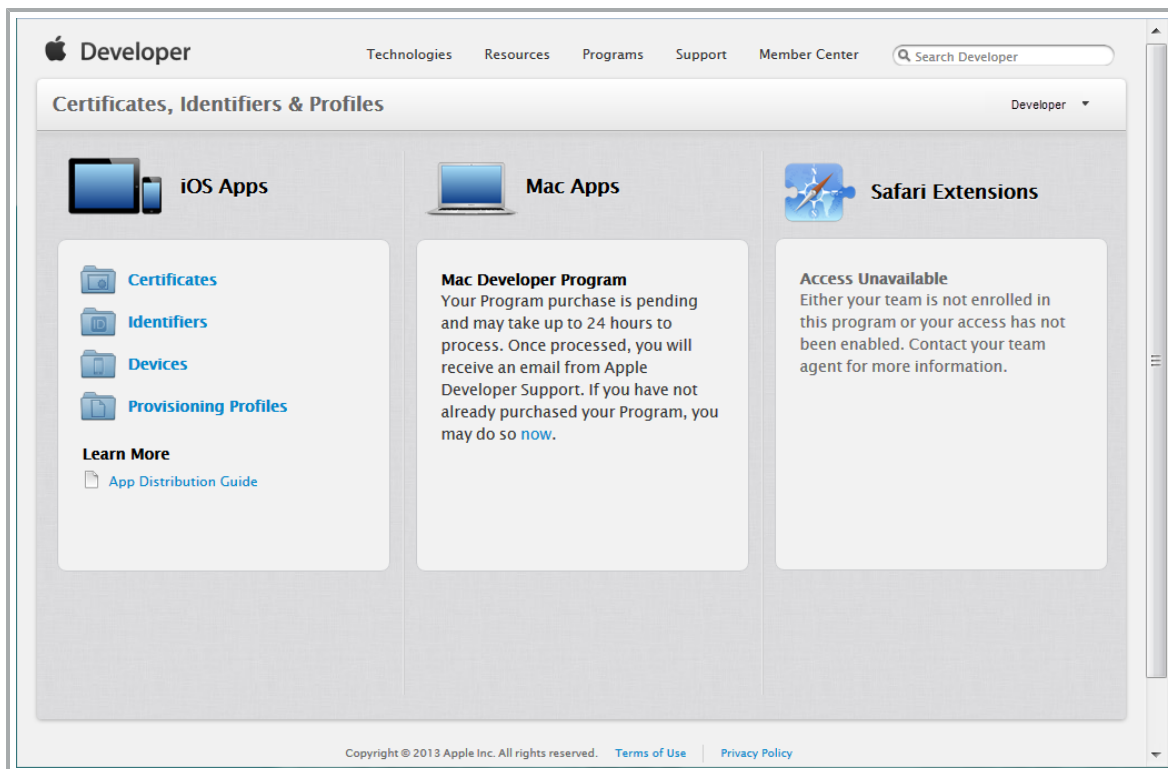 Developer
Technologies Resources Programs Support Member Center Search Developer
Certificates, Identifiers & Profiles
Developer
iOS Apps
Certificates
Identifiers
Devices
Provisioning Profiles
Learn More
App Distribution Guide
Mac Apps
Mac Developer Program
Your Program purchase is pending
and may take up to 24 hours to
process. Once processed, you will
receive an email from Apple
Developer Support. If you have not
already purchased your Program, you
may do so now.
Safari Extensions
Access Unavailable
Either your team is not enrolled in
this program or your access has not
been enabled. Contact your team
agent for more information.
Copyright © 2013 Apple Inc. All rights reserved. Terms of Use Privacy Policy